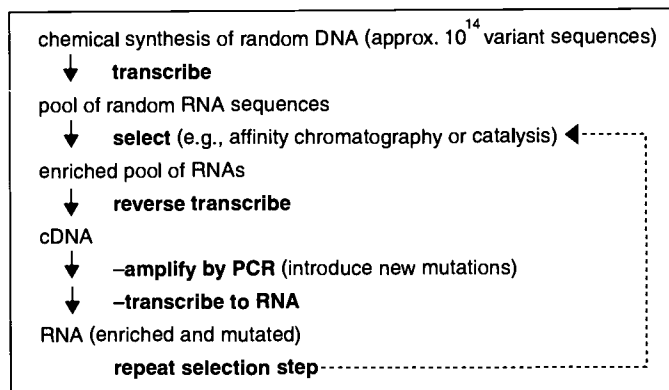 chemical synthesis of random DNA (approx. 10^14 variant sequences)
transcribe
pool of random RNA sequences
select (e.g., affinity chromatography or catalysis)
enriched pool of RNAs
reverse transcribe
cDNA
–amplify by PCR (introduce new mutations)
–transcribe to RNA
RNA (enriched and mutated)
repeat selection step